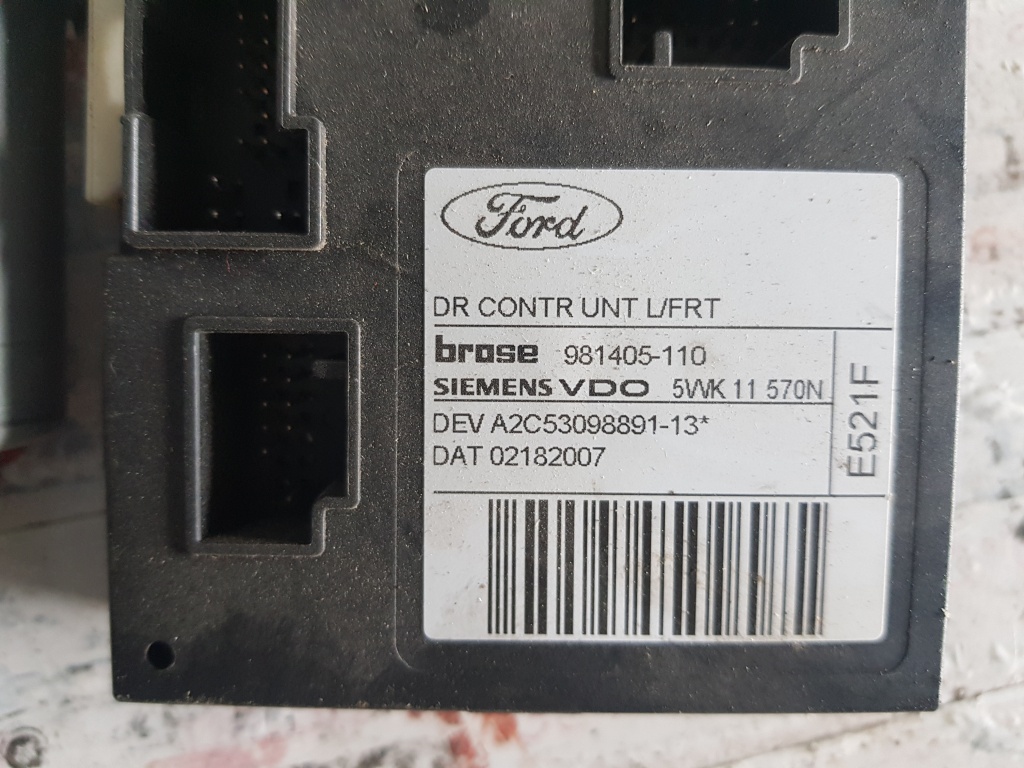 Ford
DR CONTR UNT L/FRT
brose 981405-110
SIEMENS VDO 5WK 11 570N
DEV A2C53098891-13*
DAT 02182007
E521F